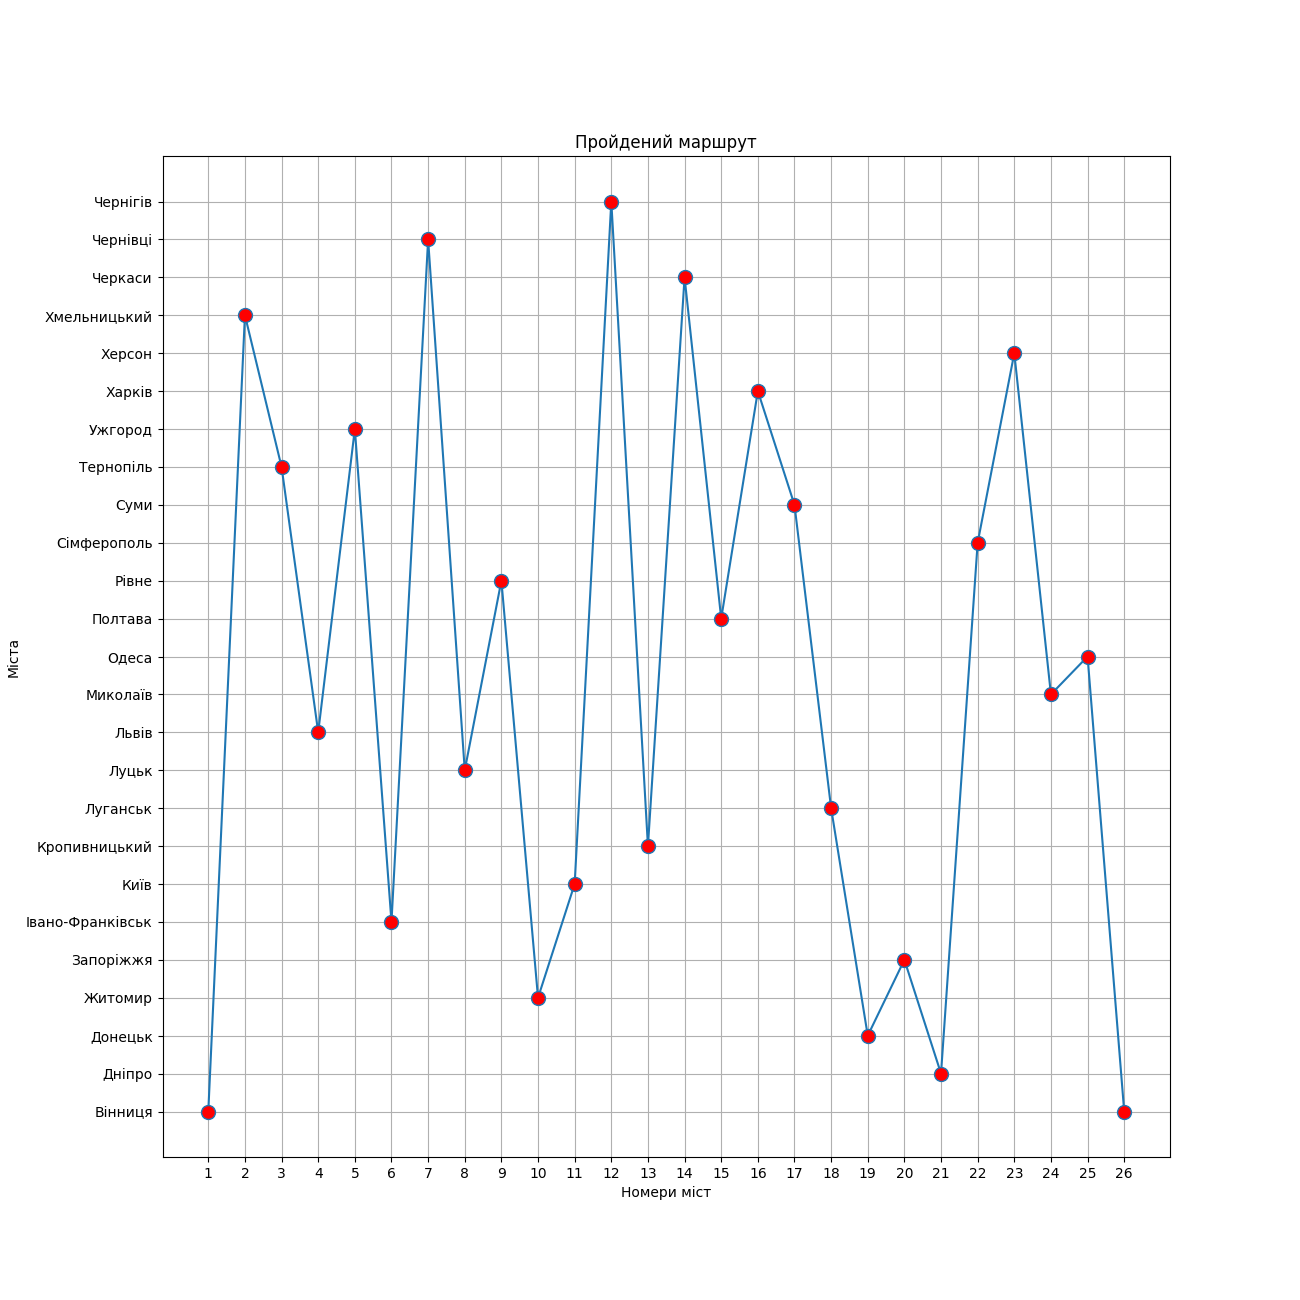 Пройдений маршрут
Чернігів
Чернівці
Черкаси
Хмельницький
Херсон
Харків
Ужгород
Тернопіль
Суми
Сімферополь
Рівне
Полтава
Одеса
Миколаїв
Львів
Луцьк
Луганськ
Кропивницький
Київ
Івано-Франківськ
Запоріжжя
Житомир
Донецьк
Дніпро
Вінниця
Міста
1 2 3 4 5 6 7 8 9 10 11 12 13 14 15 16 17 18 19 20 21 22 23 24 25 26
Номери міст